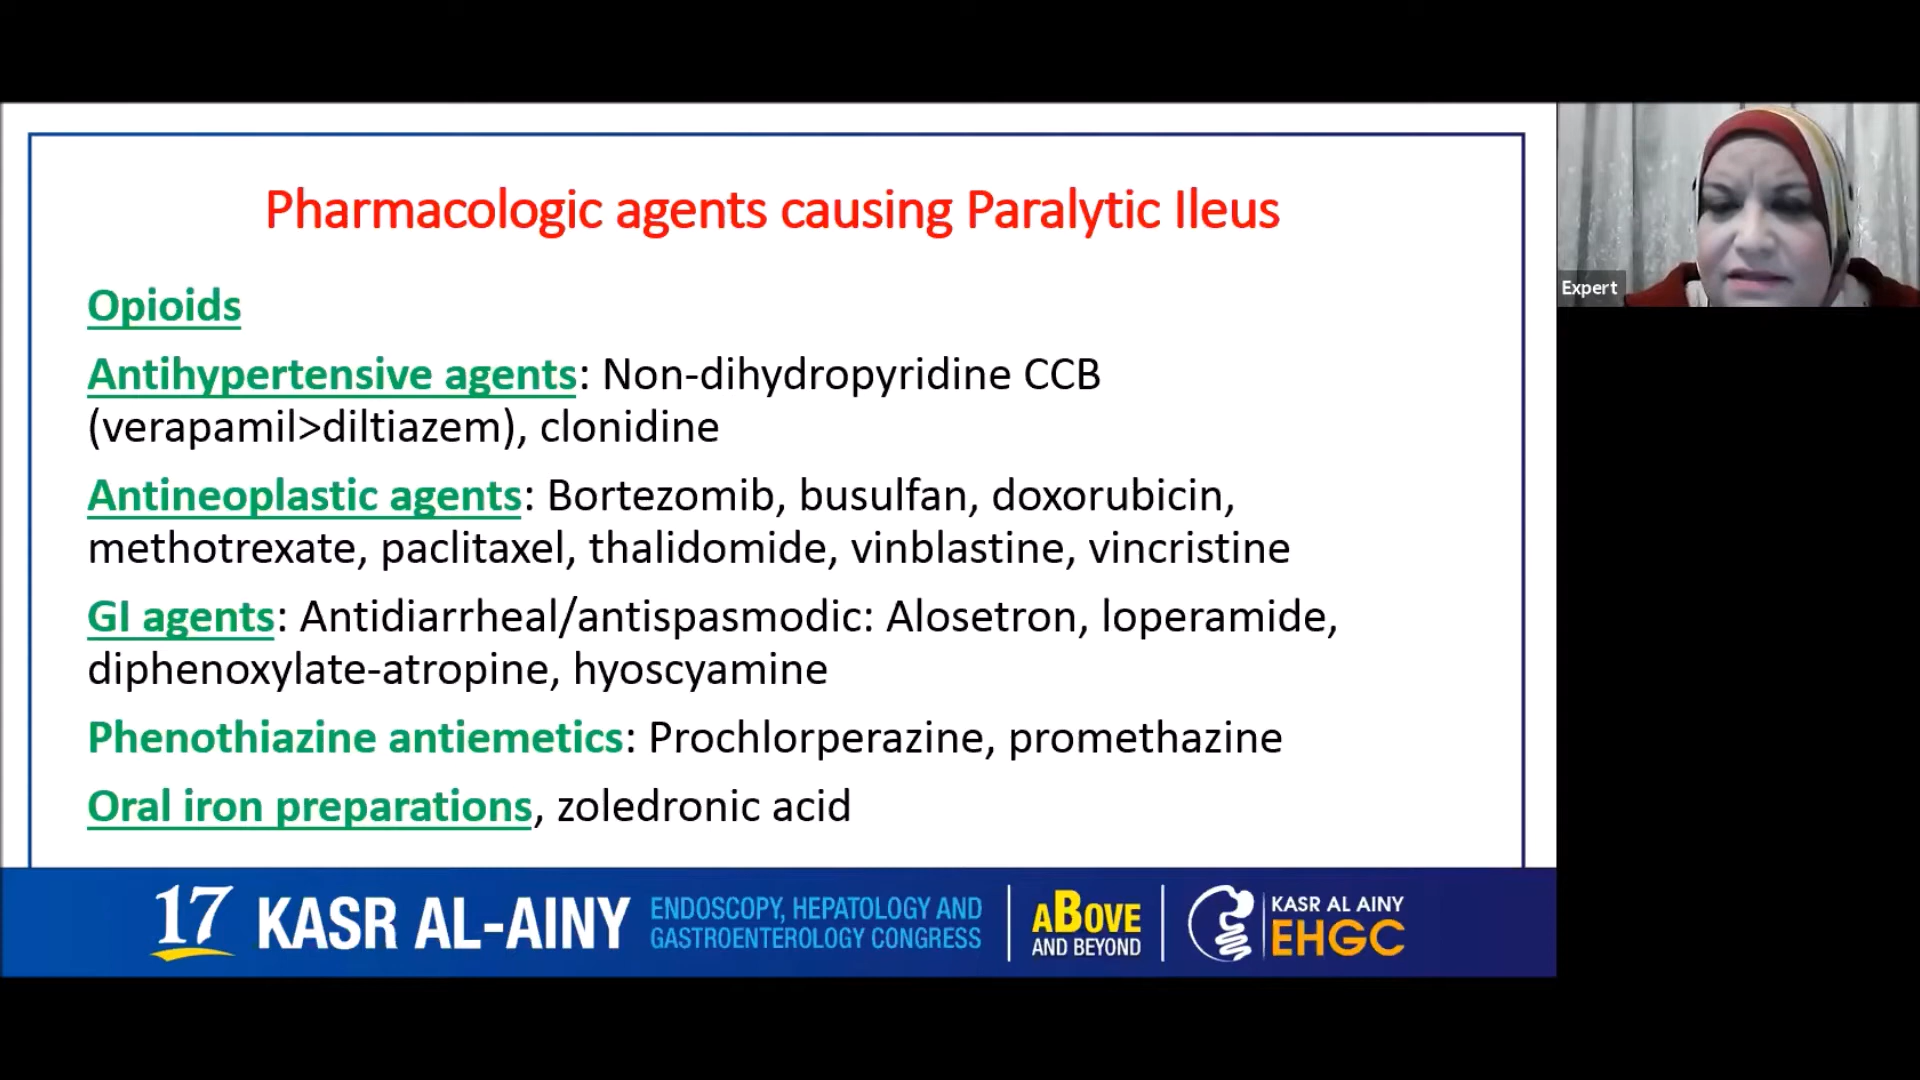 Pharmacologic agents causing Paralytic Ileus
Opioids
Antihypertensive agents: Non-dihydropyridine CCB
(verapamil>diltiazem), clonidine
Antineoplastic agents: Bortezomib, busulfan, doxorubicin,
methotrexate, paclitaxel, thalidomide, vinblastine, vincristine
GI agents: Antidiarrheal/antispasmodic: Alosetron, loperamide,
diphenoxylate-atropine, hyoscyamine
Phenothiazine antiemetics: Prochlorperazine, promethazine
Oral iron preparations, zoledronic acid
Expert
17 KASR AL-AINY
ENDOSCOPY, HEPATOLOGY AND
GASTROENTEROLOGY CONGRESS
ABOVE
AND BEYOND
KASR AL AINY
EHGC